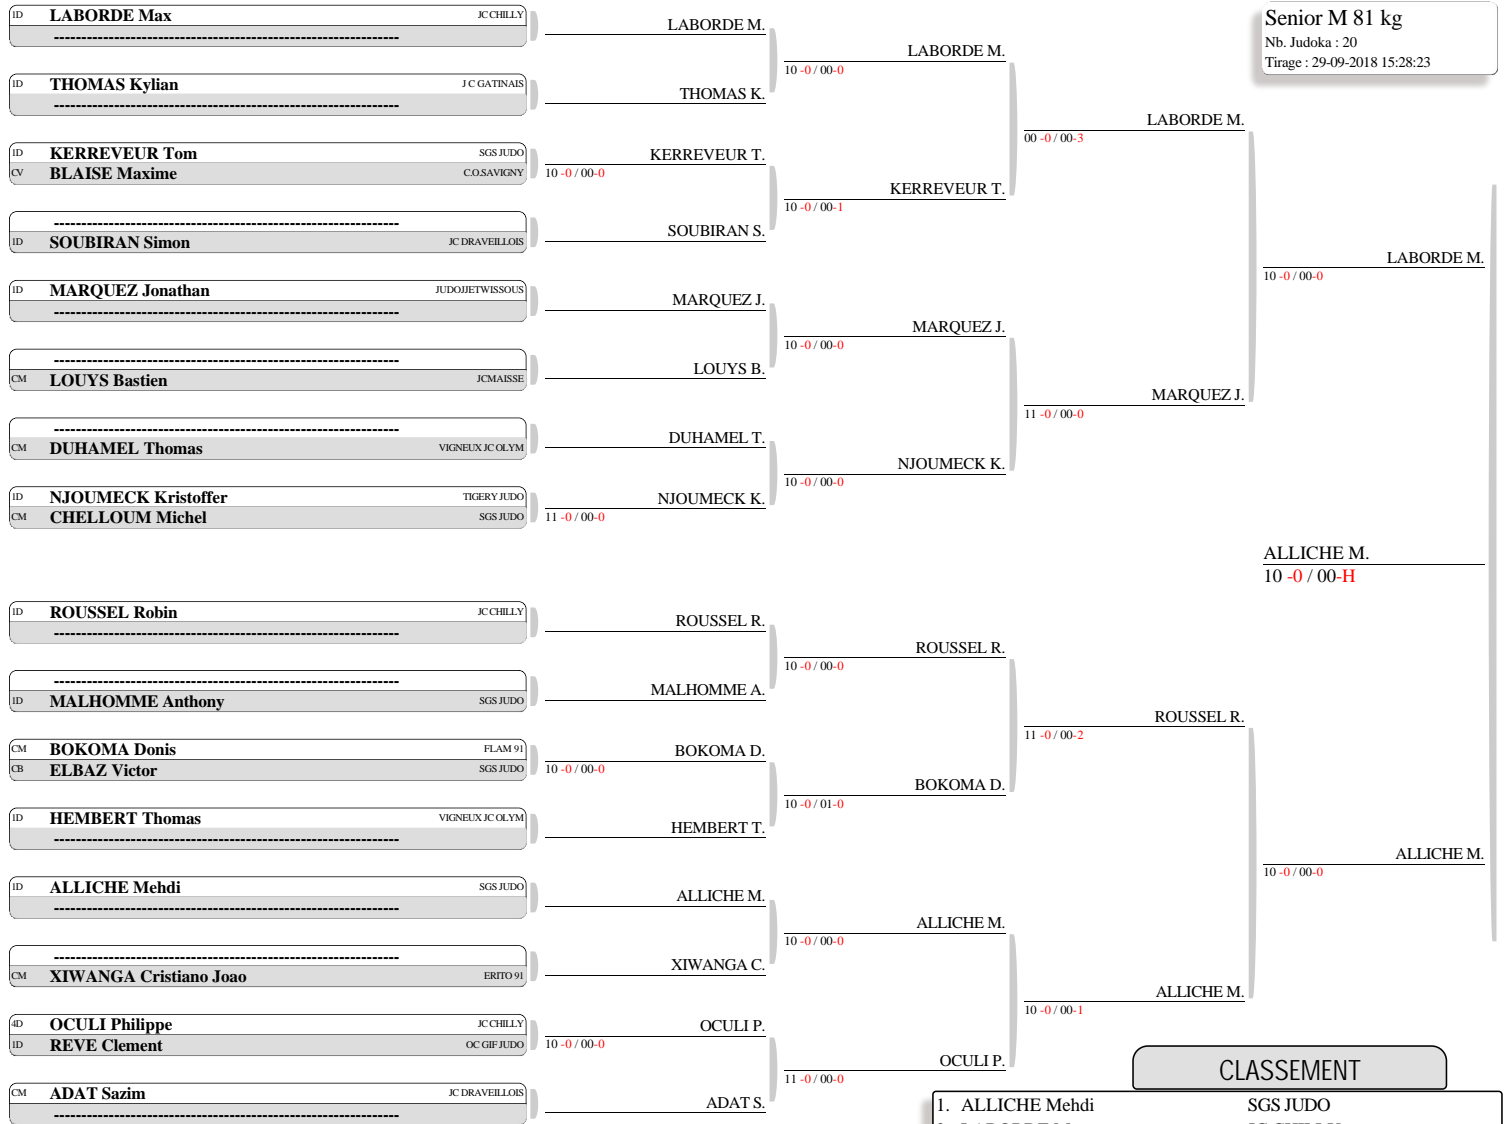 Senior M 81 kg
Nb. Judoka : 20
Tirage : 29-09-2018 15:28:23
1D LABORDE Max JC CHILLY
----------------------------------------------------------------
1D THOMAS Kylian J C GATINAIS
----------------------------------------------------------------
1D KERREVEUR Tom SGS JUDO
CV BLAISE Maxime C.O.SAVIGNY
----------------------------------------------------------------
1D SOUBIRAN Simon JC DRAVEILLOIS
1D MARQUEZ Jonathan JUDOJJETWISSOUS
----------------------------------------------------------------
----------------------------------------------------------------
CM LOUYS Bastien JCMAISSE
----------------------------------------------------------------
CM DUHAMEL Thomas VIGNEUX JC OLYM
1D NJOUMECK Kristoffer TIGERY JUDO
CM CHELLOUM Michel SGS JUDO
1D ROUSSEL Robin JC CHILLY
----------------------------------------------------------------
----------------------------------------------------------------
1D MALHOMME Anthony SGS JUDO
CM BOKOMA Donis FLAM 91
CB ELBAZ Victor SGS JUDO
1D HEMBERT Thomas VIGNEUX JC OLYM
----------------------------------------------------------------
1D ALLICHE Mehdi SGS JUDO
----------------------------------------------------------------
----------------------------------------------------------------
CM XIWANGA Cristiano Joao ERITO 91
4D OCULI Philippe JC CHILLY
1D REVE Clement OC GIF JUDO
CM ADAT Sazim JC DRAVEILLOIS
----------------------------------------------------------------
LABORDE M.
THOMAS K.
KERREVEUR T.
10 -0 / 00-0
SOUBIRAN S.
MARQUEZ J.
LOUYS B.
DUHAMEL T.
NJOUMECK K.
11 -0 / 00-0
ROUSSEL R.
MALHOMME A.
BOKOMA D.
10 -0 / 00-0
HEMBERT T.
ALLICHE M.
XIWANGA C.
OCULI P.
10 -0 / 00-0
ADAT S.
LABORDE M.
10 -0 / 00-0
KERREVEUR T.
10 -0 / 00-1
MARQUEZ J.
10 -0 / 00-0
NJOUMECK K.
10 -0 / 00-0
ROUSSEL R.
10 -0 / 00-0
BOKOMA D.
10 -0 / 01-0
ALLICHE M.
10 -0 / 00-0
OCULI P.
11 -0 / 00-0
LABORDE M.
00 -0 / 00-3
MARQUEZ J.
11 -0 / 00-0
ROUSSEL R.
11 -0 / 00-2
ALLICHE M.
10 -0 / 00-1
LABORDE M.
10 -0 / 00-0
ALLICHE M.
10 -0 / 00-0
ALLICHE M.
10 -0 / 00-H
CLASSEMENT
1. ALLICHE Mehdi SGS JUDO